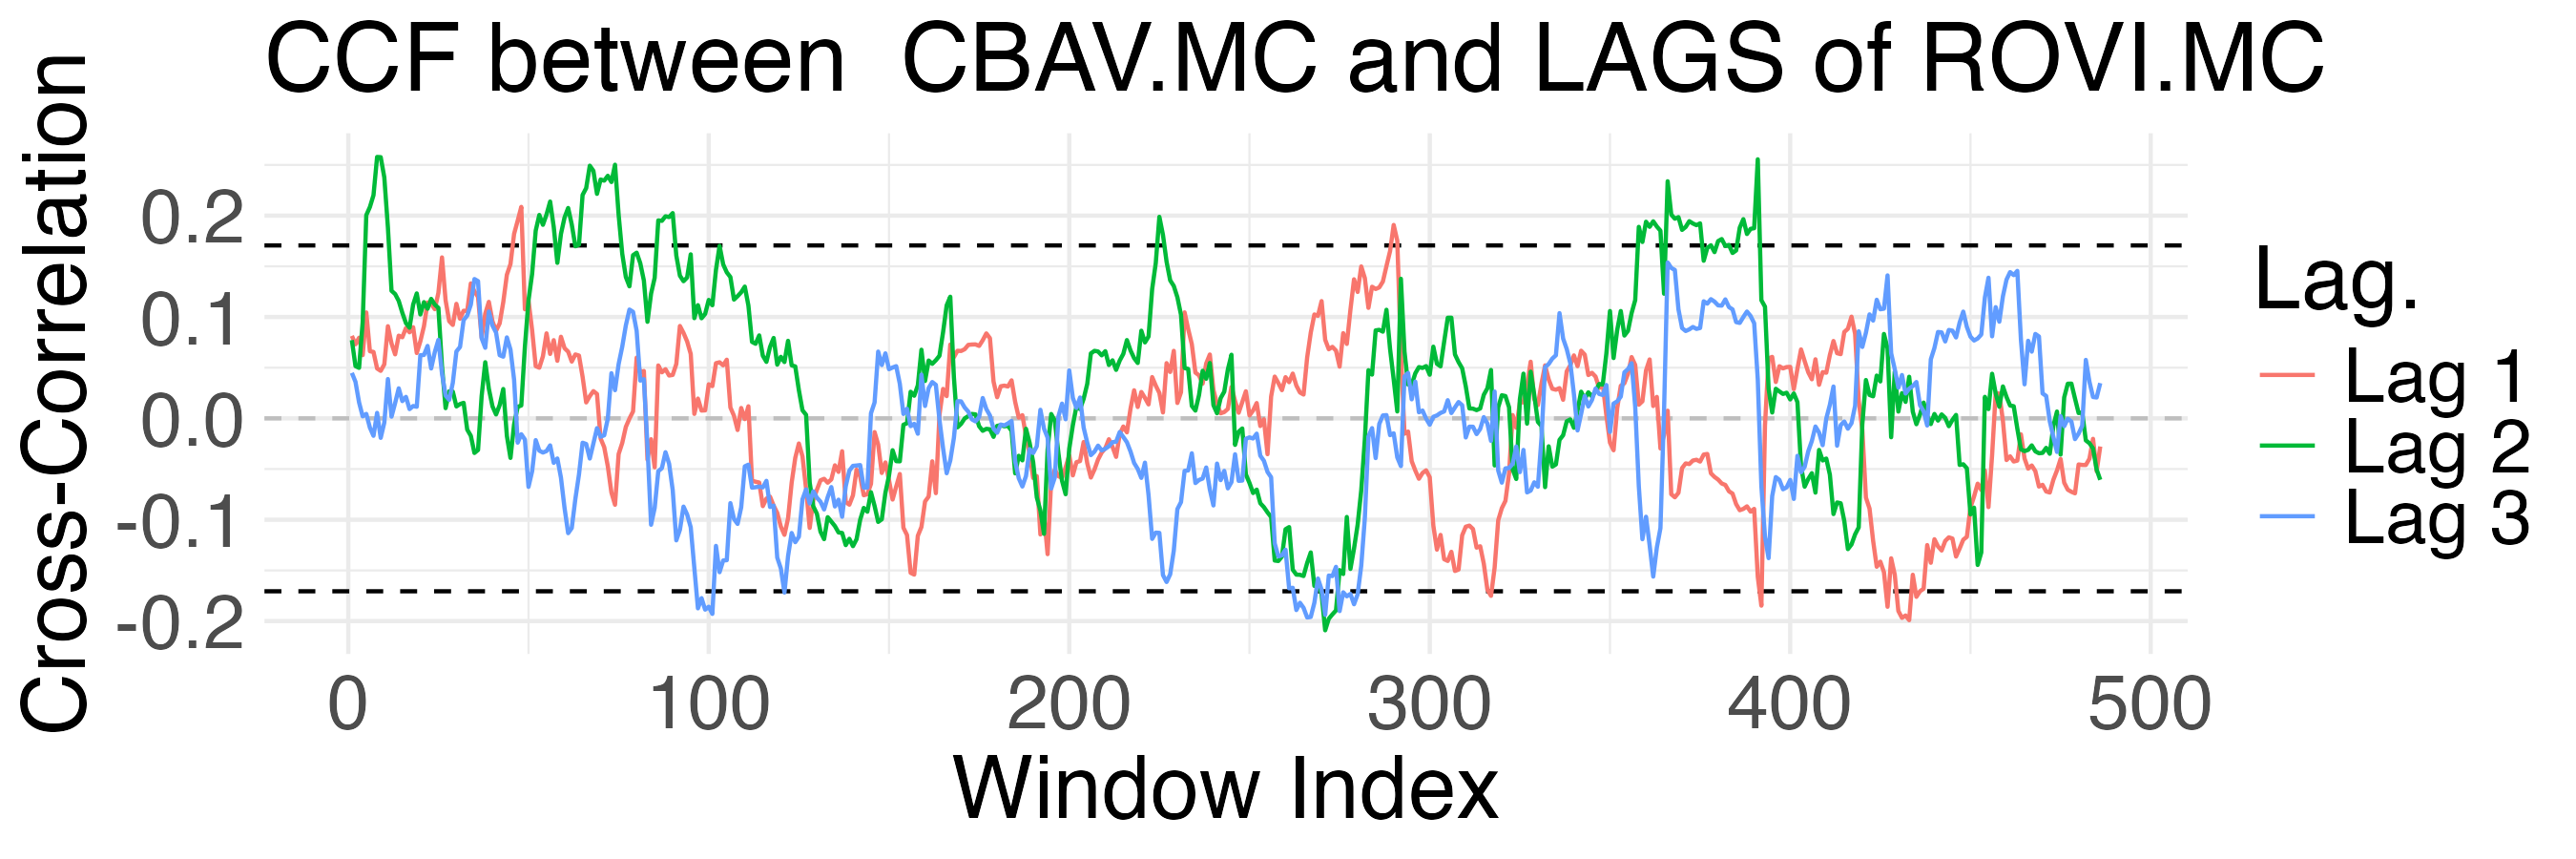 CCF between  CBAV.MC and LAGS of ROVI.MC
Cross-Correlation
0.2
0.1
0.0
-0.1
-0.2
0 100 200 300 400 500
Window Index
Lag.
Lag 1
Lag 2
Lag 3